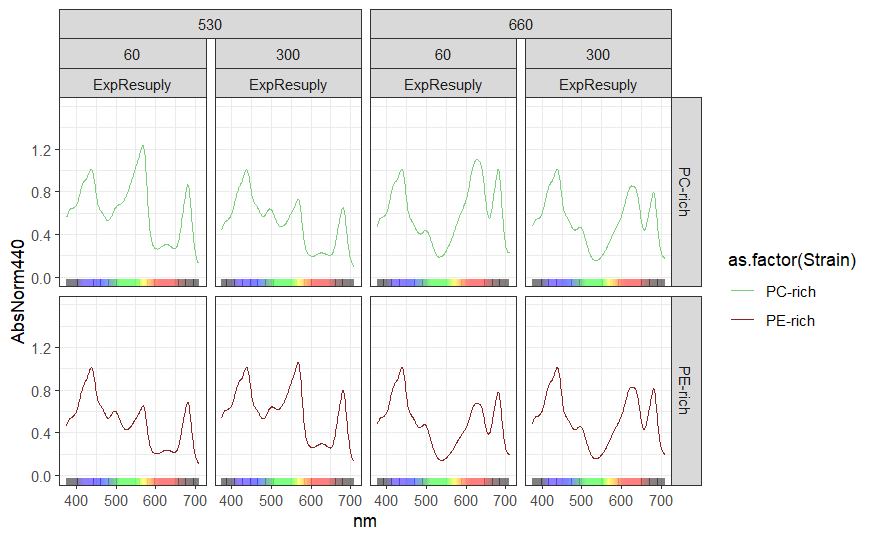 530 660
60 300 60 300
ExpResuply ExpResuply ExpResuply ExpResuply
1.2
0.8
0.4
0.0
PC-rich
1.2
0.8
0.4
0.0
PE-rich
AbsNorm440
400 500 600 700 400 500 600 700 400 500 600 700 400 500 600 700
nm
as.factor(Strain)
PC-rich
PE-rich